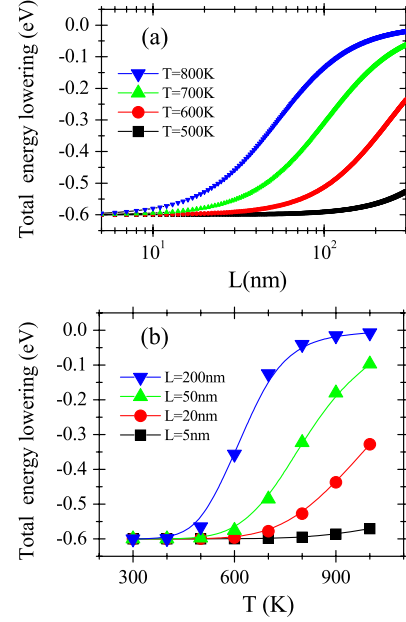 (a)
0.0
-0.1
-0.2
-0.3
-0.4
-0.5
-0.6
Total energy lowering (eV)
T=800K
T=700K
T=600K
T=500K
10¹
10²
L(nm)
(b)
0.0
-0.1
-0.2
-0.3
-0.4
-0.5
-0.6
Total energy lowering (eV)
L=200nm
L=50nm
L=20nm
L=5nm
300
600
900
T (K)